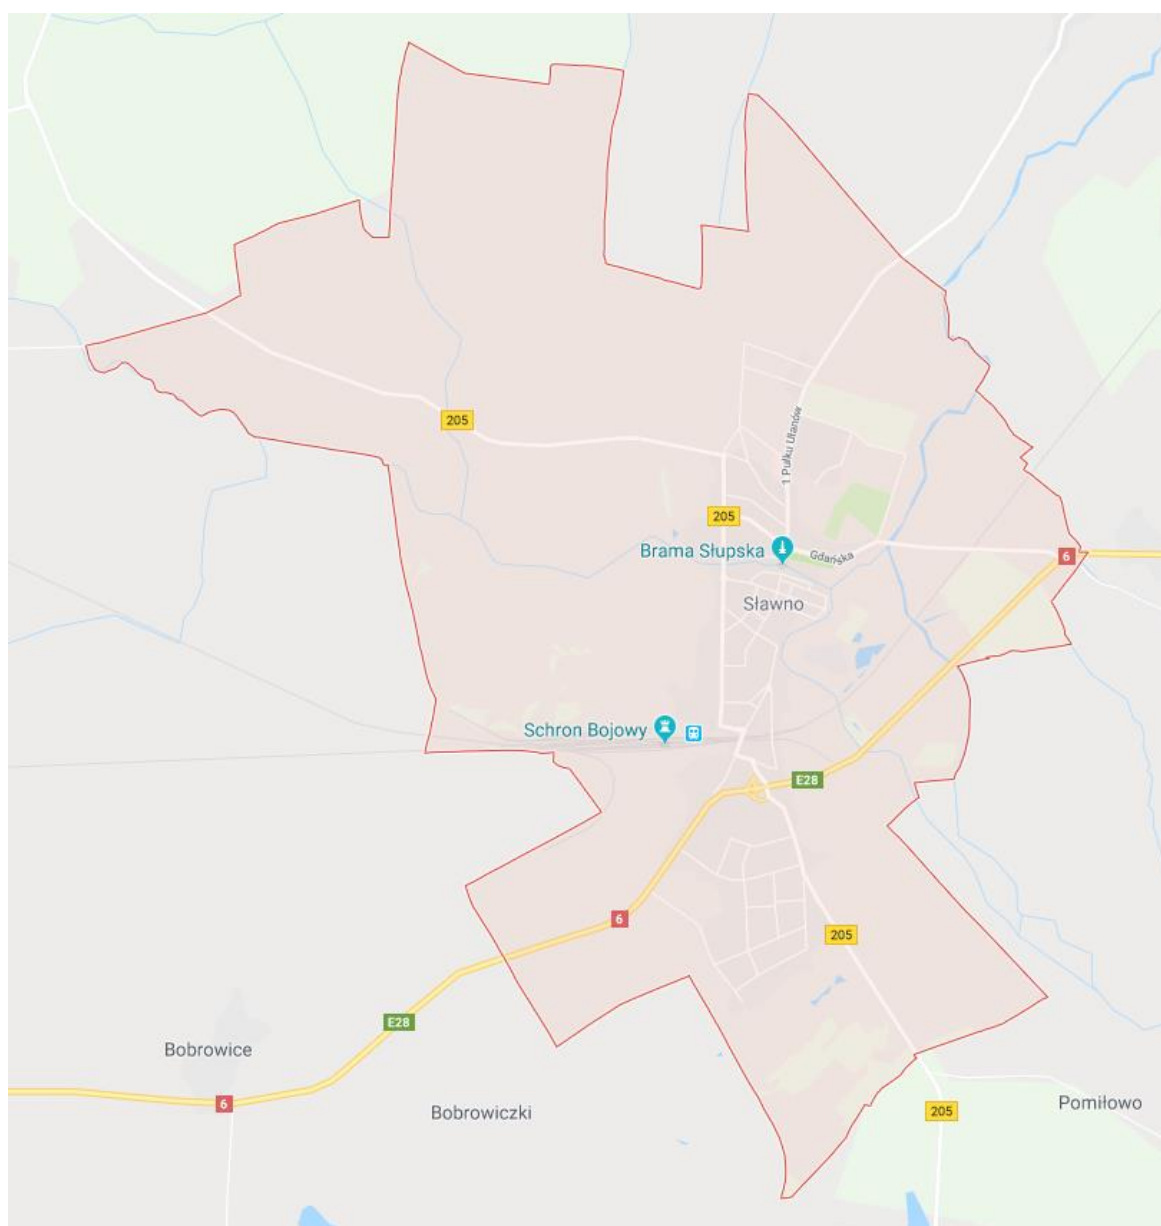 205
1 Pułku Ułanów
205
Brama Słupska
Gdańska
6
Sławno
Schron Bojowy
E28
6
205
E28
Bobrowice
6
Bobrowiczki
205
Pomiłowo